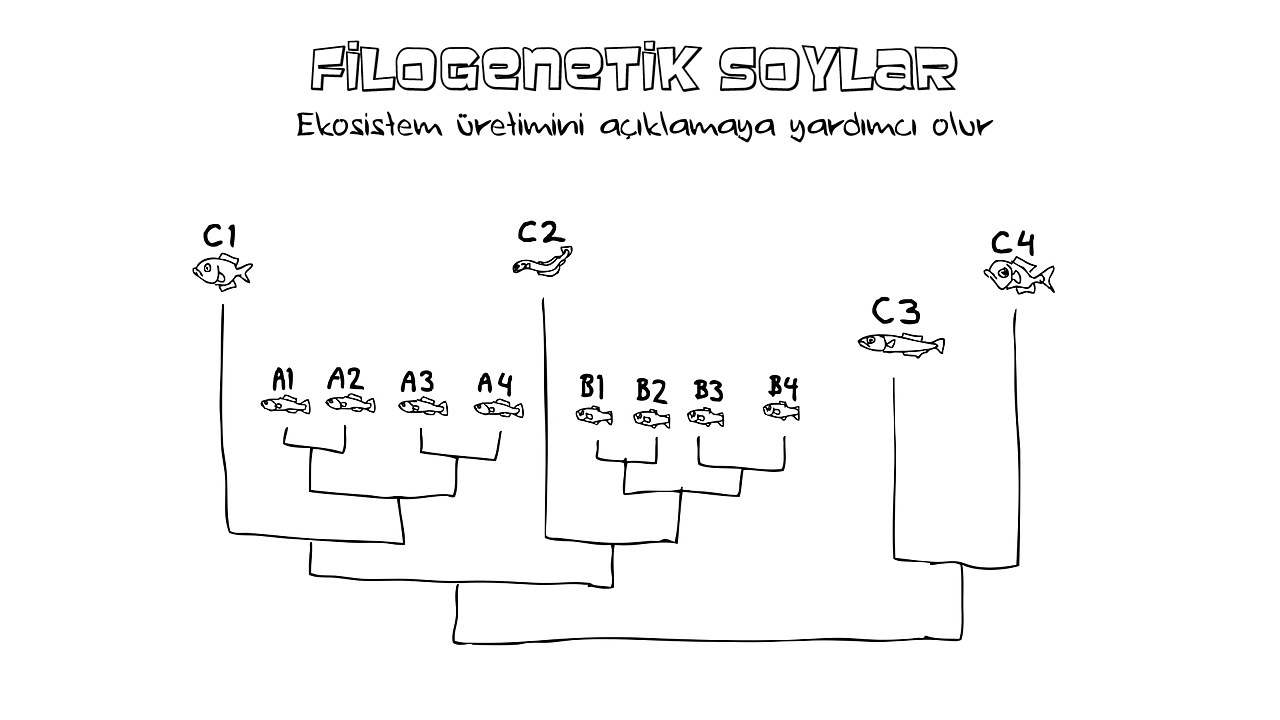 FiLOGeNeTiK SOYLaR
Ekosistem üretimini açıklamaya yardımcı olur
C1
C2
C4
C3
A1 A2 A3 A4
B1 B2 B3 B4